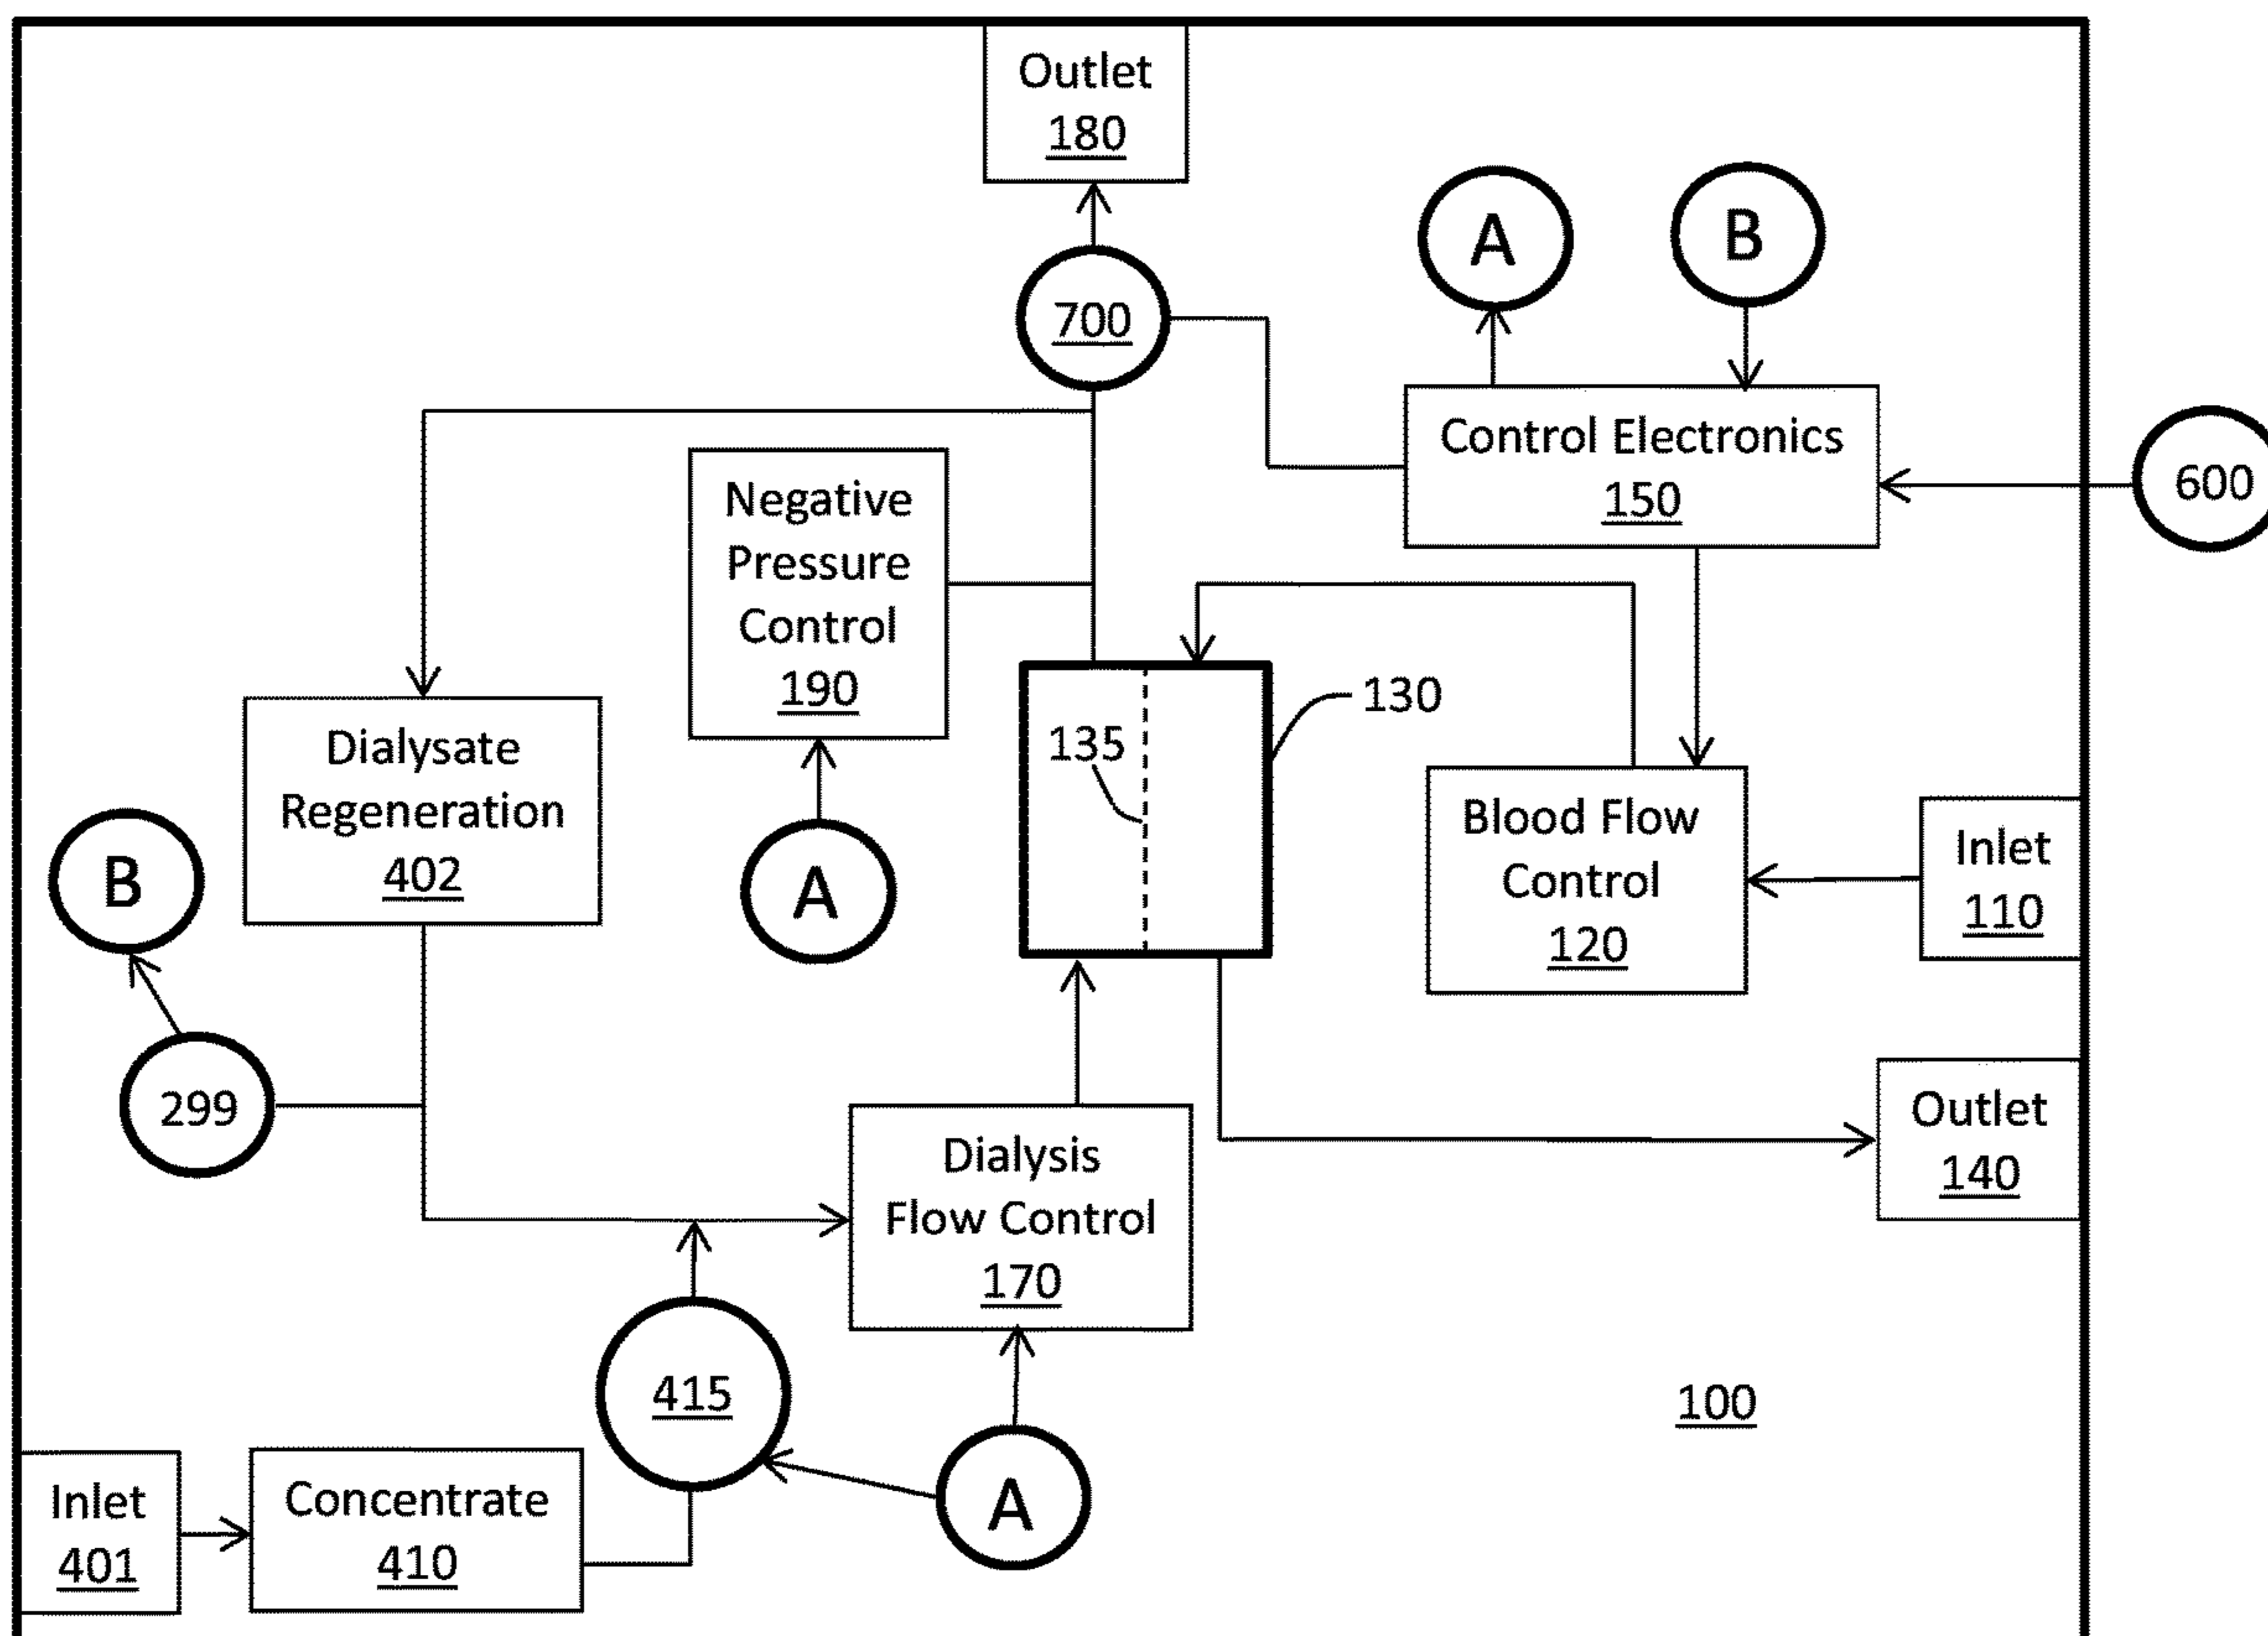 Outlet
180
A
B
700
Control Electronics
150
600
Negative
Pressure
Control
190
130
135
Dialysate
Regeneration
402
B
A
Blood Flow
Control
120
Inlet
110
299
Dialysis
Flow Control
170
Outlet
140
415
100
A
Inlet
401
Concentrate
410